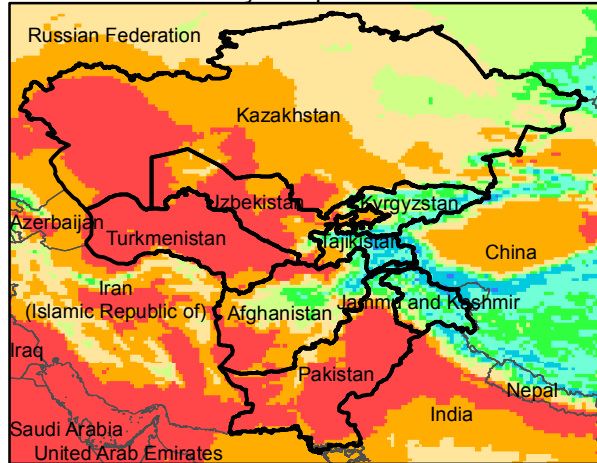 Russian Federation
Kazakhstan
Uzbekistan
Kyrgyzstan
Azerbaijan
Turkmenistan
Tajikistan
China
Iran
(Islamic Republic of)
Afghanistan
Jammu and Kashmir
Iraq
Pakistan
Nepal
India
Saudi Arabia
United Arab Emirates